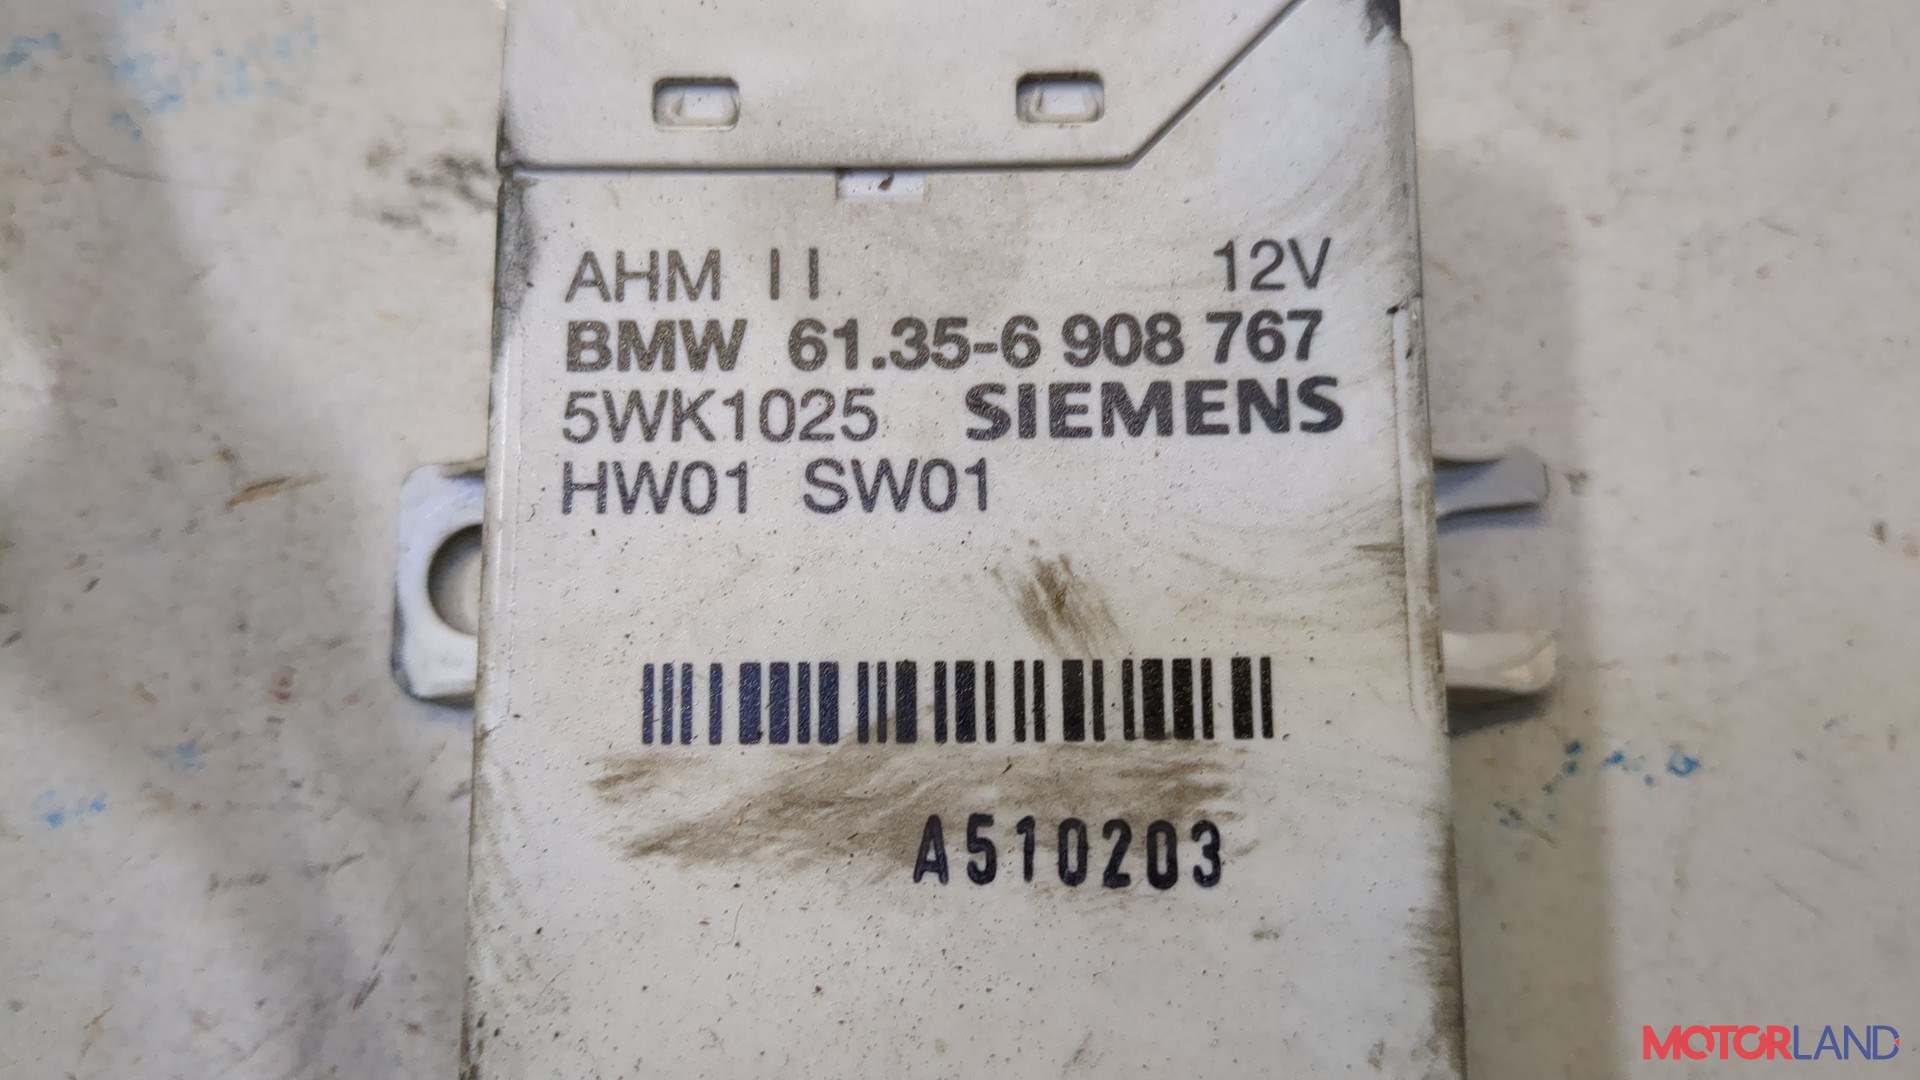 AHM II 12V
BMW 61.35-6 908 767
5WK1025 SIEMENS
HW01 SW01
A510203
MOTORLAND